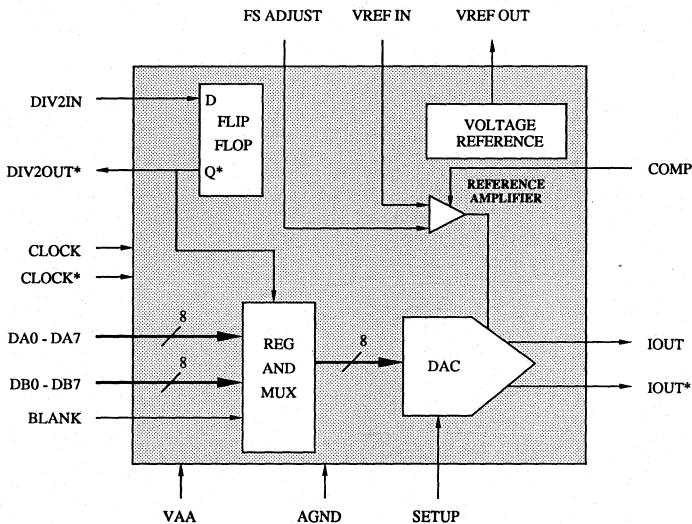 FS ADJUST VREF IN VREF OUT
DIV2IN
D
FLIP
FLOP
Q*
VOLTAGE
REFERENCE
DIV2OUT*
COMP
REFERENCE
AMPLIFIER
CLOCK
CLOCK*
DA0 - DA7
8
DB0 - DB7
8
BLANK
REG
AND
MUX
8
DAC
IOUT
IOUT*
VAA AGND SETUP